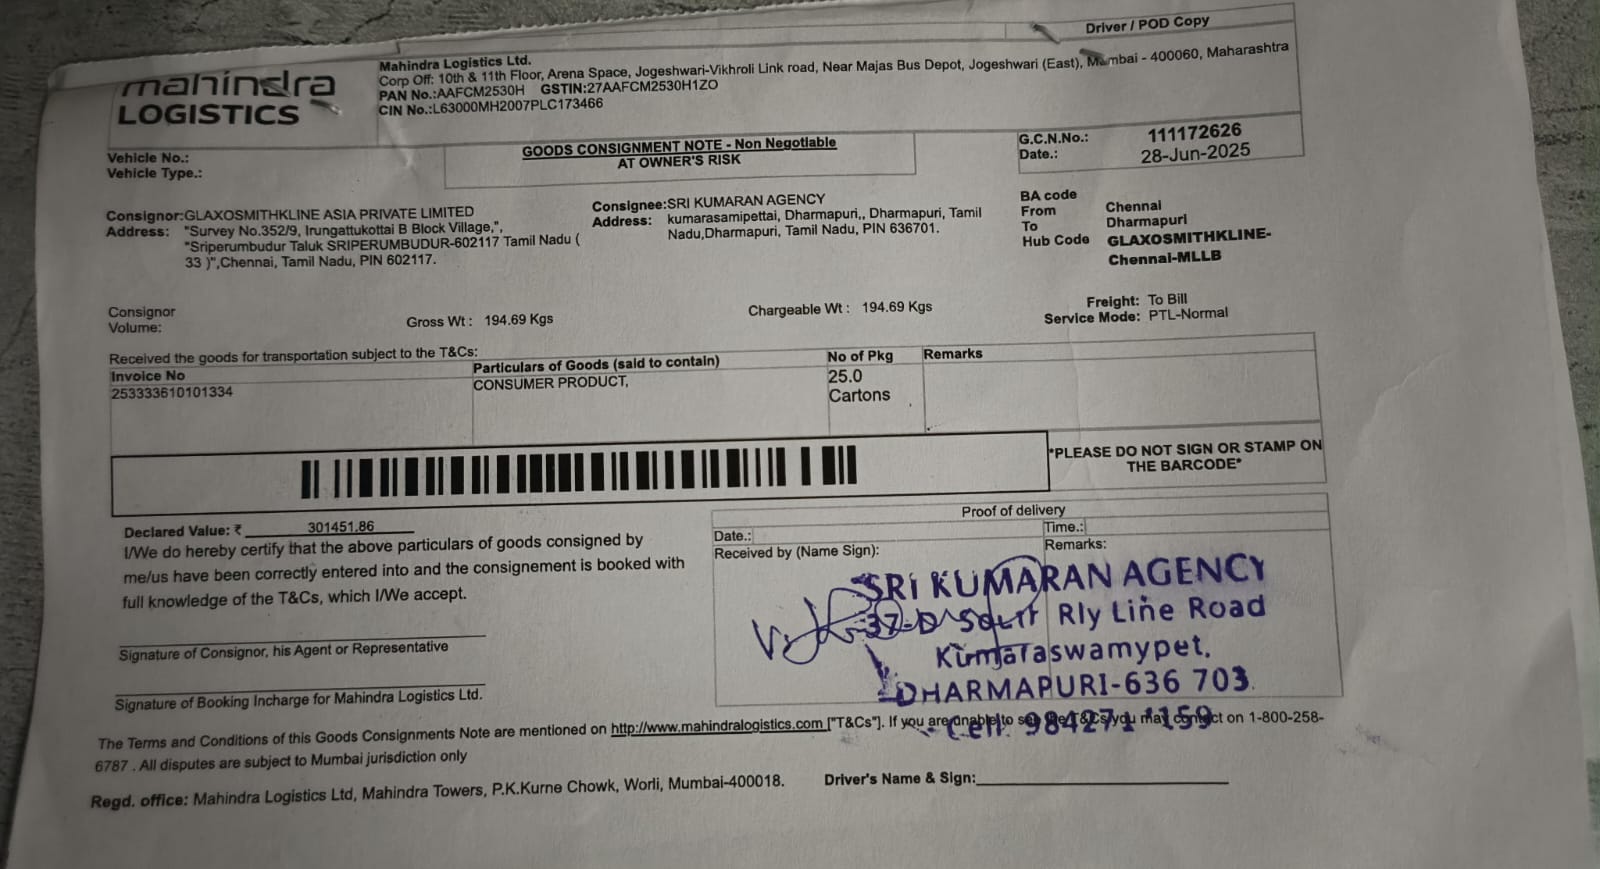 Driver / POD Copy
mahindra
LOGISTICS
Mahindra Logistics Ltd.
Corp Off: 10th & 11th Floor, Arena Space, Jogeshwari-Vikhroli Link road, Near Majas Bus Depot, Jogeshwari (East), Mumbai - 400060, Maharashtra
PAN No.:AAFCM2530H GSTIN:27AAFCM2530H1ZO
CIN No.:L63000MH2007PLC173466
Vehicle No.:
Vehicle Type.:
GOODS CONSIGNMENT NOTE - Non Negotiable
AT OWNER'S RISK
G.C.N.No.: 111172626
Date.: 28-Jun-2025
Consignor:GLAXOSMITHKLINE ASIA PRIVATE LIMITED
Address: "Survey No.352/9, Irungattukottai B Block Village,",
"Sriperumbudur Taluk SRIPERUMBUDUR-602117 Tamil Nadu (
33 )",Chennai, Tamil Nadu, PIN 602117.
Consignee:SRI KUMARAN AGENCY
Address: kumarasamipettai, Dharmapuri,, Dharmapuri, Tamil
Nadu,Dharmapuri, Tamil Nadu, PIN 636701.
BA code
From Chennai
To Dharmapuri
Hub Code GLAXOSMITHKLINE-
Chennai-MLLB
Consignor
Volume:
Gross Wt : 194.69 Kgs
Chargeable Wt : 194.69 Kgs
Freight: To Bill
Service Mode: PTL-Normal
Received the goods for transportation subject to the T&Cs:
Invoice No Particulars of Goods (said to contain) No of Pkg Remarks
253333610101334 CONSUMER PRODUCT, 25.0
Cartons
*PLEASE DO NOT SIGN OR STAMP ON
THE BARCODE*
Declared Value: ₹ 301451.86
I/We do hereby certify that the above particulars of goods consigned by
me/us have been correctly entered into and the consignement is booked with
full knowledge of the T&Cs, which I/We accept.
Signature of Consignor, his Agent or Representative
Signature of Booking Incharge for Mahindra Logistics Ltd.
Proof of delivery
Date.: Time.:
Received by (Name Sign): Remarks:
SRI KUMARAN AGENCY
37-D Rly Line Road
Kumaraswamypet,
DHARMAPURI-636 703.
Cell: 984271 1159
The Terms and Conditions of this Goods Consignments Note are mentioned on http://www.mahindralogistics.com ["T&Cs"]. If you are unable to see the T&Cs you may contact on 1-800-258-
6787 . All disputes are subject to Mumbai jurisdiction only
Regd. office: Mahindra Logistics Ltd, Mahindra Towers, P.K.Kurne Chowk, Worli, Mumbai-400018.
Driver's Name & Sign: